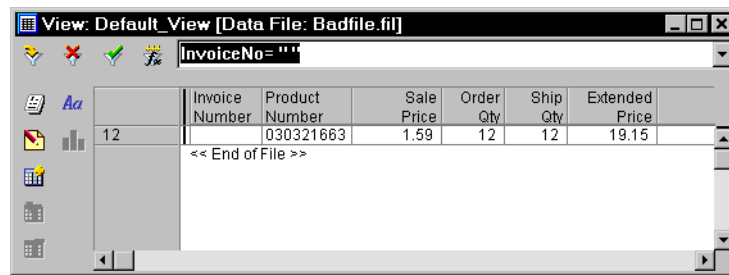 View: Default_View [Data File: Badfile.fil]
InvoiceNo=""
Aa
Invoice Number Product Number Sale Price Order Qty Ship Qty Extended Price
12 030321663 1.59 12 12 19.15
<< End of File >>